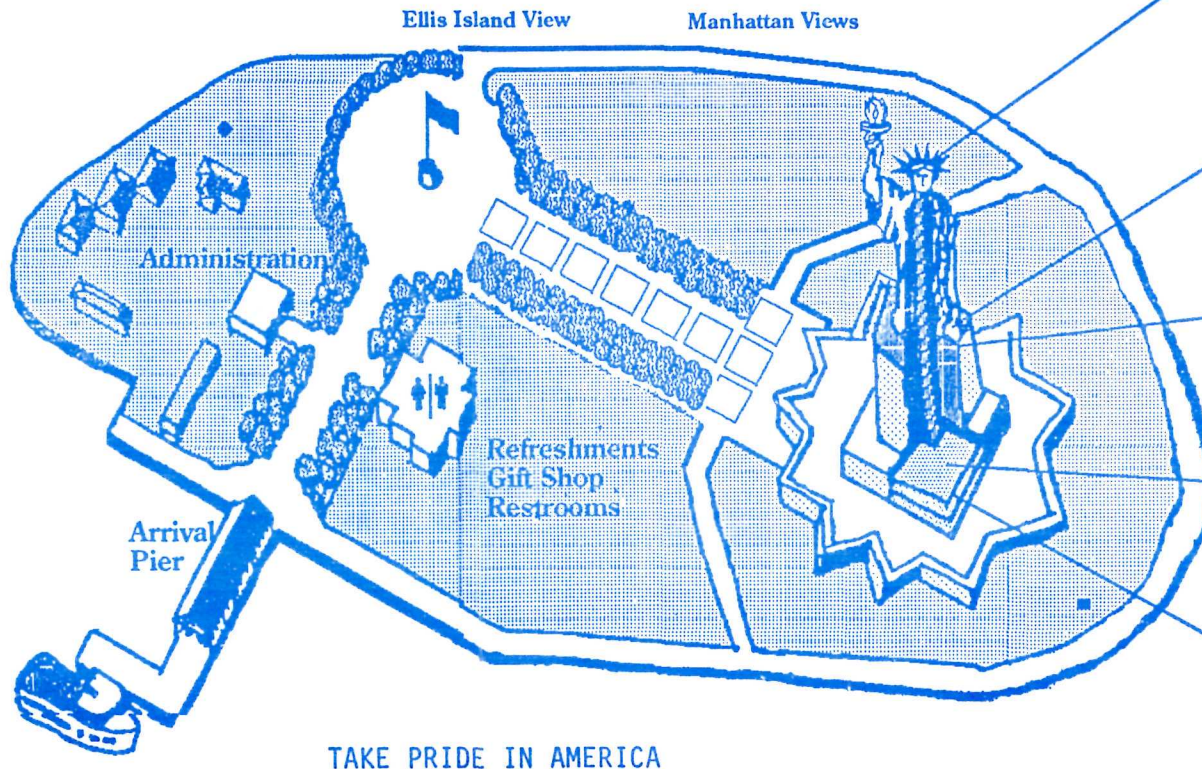 Ellis Island View
Manhattan Views
Administration
Refreshments
Gift Shop
Restrooms
Arrival
Pier
TAKE PRIDE IN AMERICA